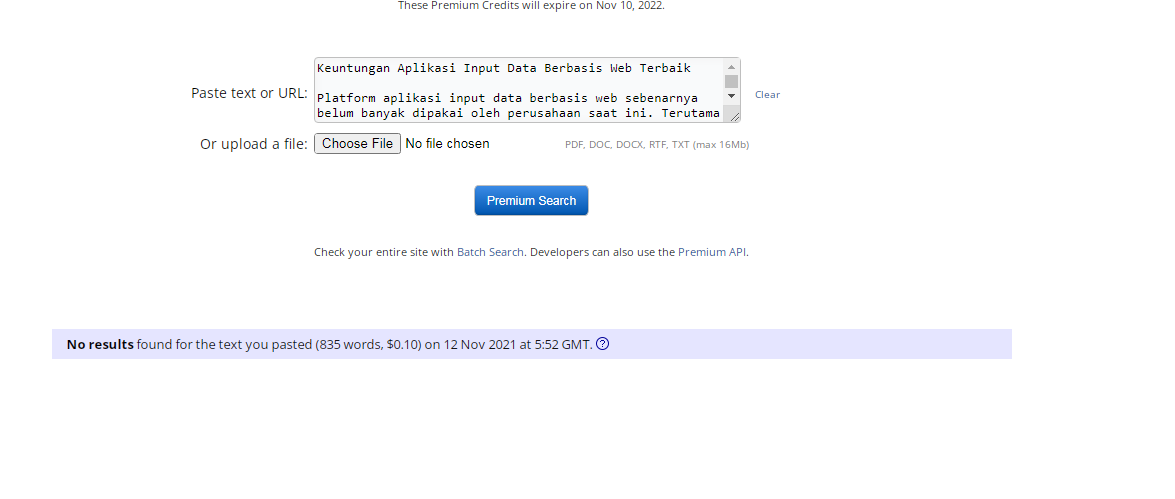 These Premium Credits will expire on Nov 10, 2022.
Paste text or URL:
Keuntungan Aplikasi Input Data Berbasis Web Terbaik
Platform aplikasi input data berbasis web sebenarnya
belum banyak dipakai oleh perusahaan saat ini. Terutama
Clear
Or upload a file: Choose File No file chosen PDF, DOC, DOCX, RTF, TXT (max 16Mb)
Premium Search
Check your entire site with Batch Search. Developers can also use the Premium API.
No results found for the text you pasted (835 words, $0.10) on 12 Nov 2021 at 5:52 GMT. ?